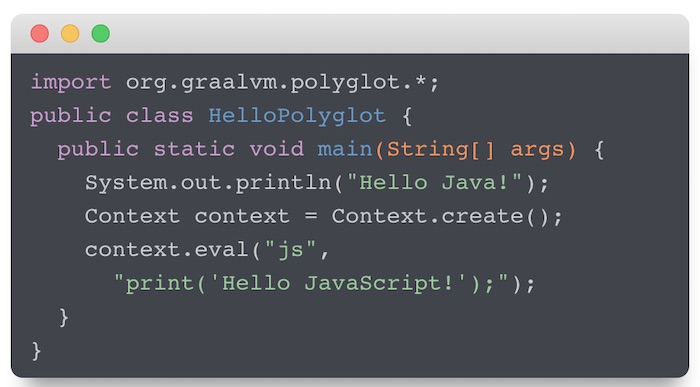 import org.graalvm.polyglot.*;
public class HelloPolyglot {
  public static void main(String[] args) {
    System.out.println("Hello Java!");
    Context context = Context.create();
    context.eval("js",
      "print('Hello JavaScript!');");
  }
}